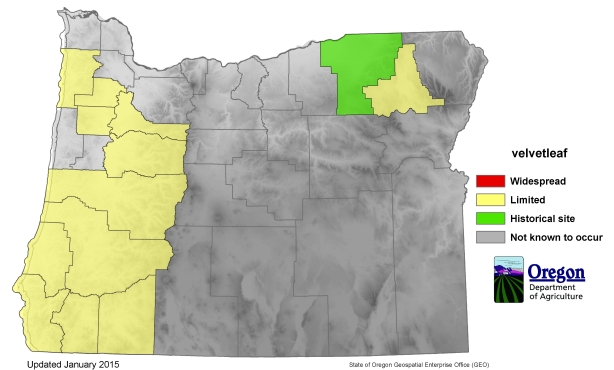 velvetleaf
Widespread
Limited
Historical site
Not known to occur
Oregon
Department
of Agriculture
Updated January 2015
State of Oregon Geospatial Enterprise Office (GEO)